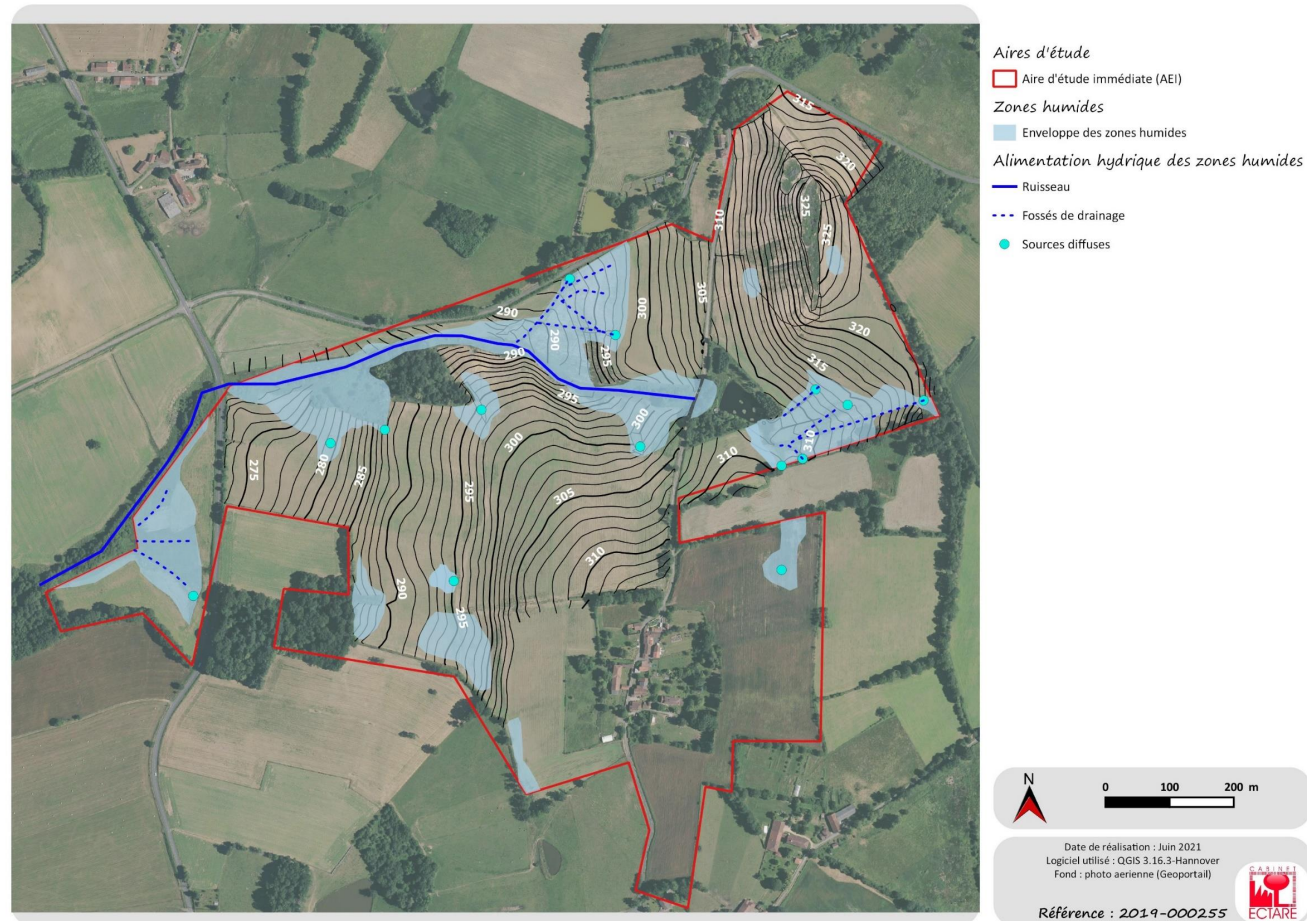 Aires d'étude
Aire d'étude immédiate (AEI)
Zones humides
Enveloppe des zones humides
Alimentation hydrique des zones humides
Ruisseau
Fossés de drainage
Sources diffuses
315
320
325
325
310
305
300
290
290
295
290
320
315
295
300
300
310
310
280
275
285
295
305
310
290
295
N
0 100 200 m
Date de réalisation : Juin 2021
Logiciel utilisé : QGIS 3.16.3-Hannover
Fond : photo aerienne (Geoportail)
Référence : 2019-000255
CABINET
ECTARE